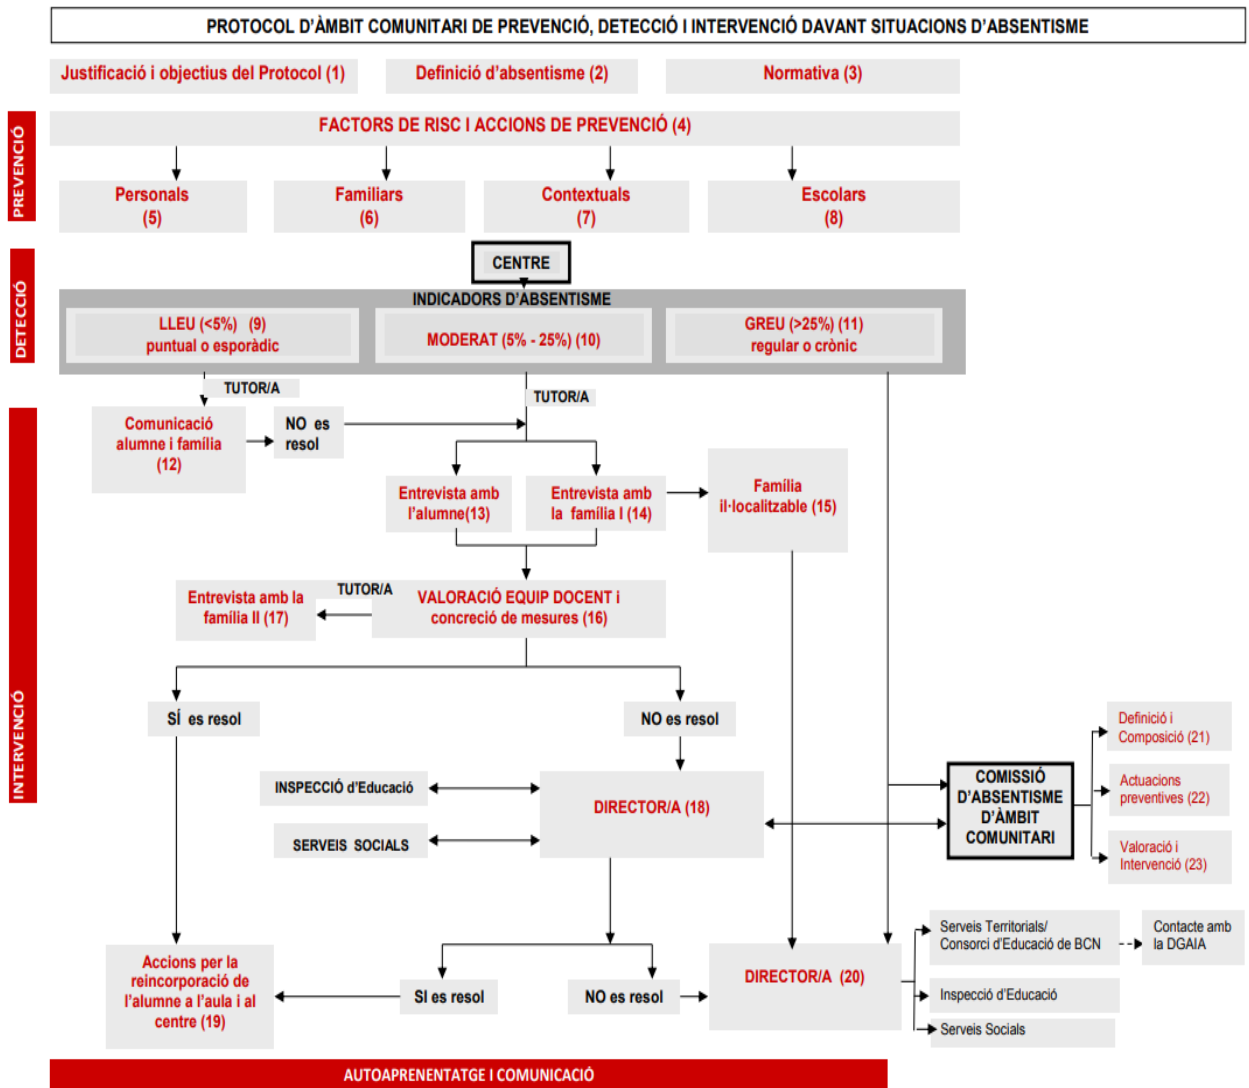 PROTOCOL D'ÀMBIT COMUNITARI DE PREVENCIÓ, DETECCIÓ I INTERVENCIÓ DAVANT SITUACIONS D'ABSENTISME
Justificació i objectius del Protocol (1)
Definició d'absentisme (2)
Normativa (3)
PREVENCIÓ
FACTORS DE RISC I ACCIONS DE PREVENCIÓ (4)
Personals
(5)
Familiars
(6)
Contextuals
(7)
Escolars
(8)
DETECCIÓ
CENTRE
INDICADORS D'ABSENTISME
LLEU (<5%) (9)
puntual o esporàdic
MODERAT (5% - 25%) (10)
GREU (>25%) (11)
regular o crònic
INTERVENCIÓ
TUTOR/A
TUTOR/A
Comunicació
alumne i família
(12)
NO es
resol
Entrevista amb
l'alumne(13)
Entrevista amb
la família I (14)
Família
il·localitzable (15)
Entrevista amb la
família II (17)
TUTOR/A
VALORACIÓ EQUIP DOCENT i
concreció de mesures (16)
SÍ es resol
NO es resol
INSPECCIÓ d'Educació
SERVEIS SOCIALS
DIRECTOR/A (18)
COMISSIÓ
D'ABSENTISME
D'ÀMBIT
COMUNITARI
Definició i
Composició (21)
Actuacions
preventives (22)
Valoració i
Intervenció (23)
Accions per la
reincorporació de
l'alumne a l'aula i al
centre (19)
SI es resol
NO es resol
DIRECTOR/A (20)
Serveis Territorials/
Consorci d'Educació de BCN
Contacte amb
la DGAIA
Inspecció d'Educació
Serveis Socials
AUTOAPRENENTATGE I COMUNICACIÓ